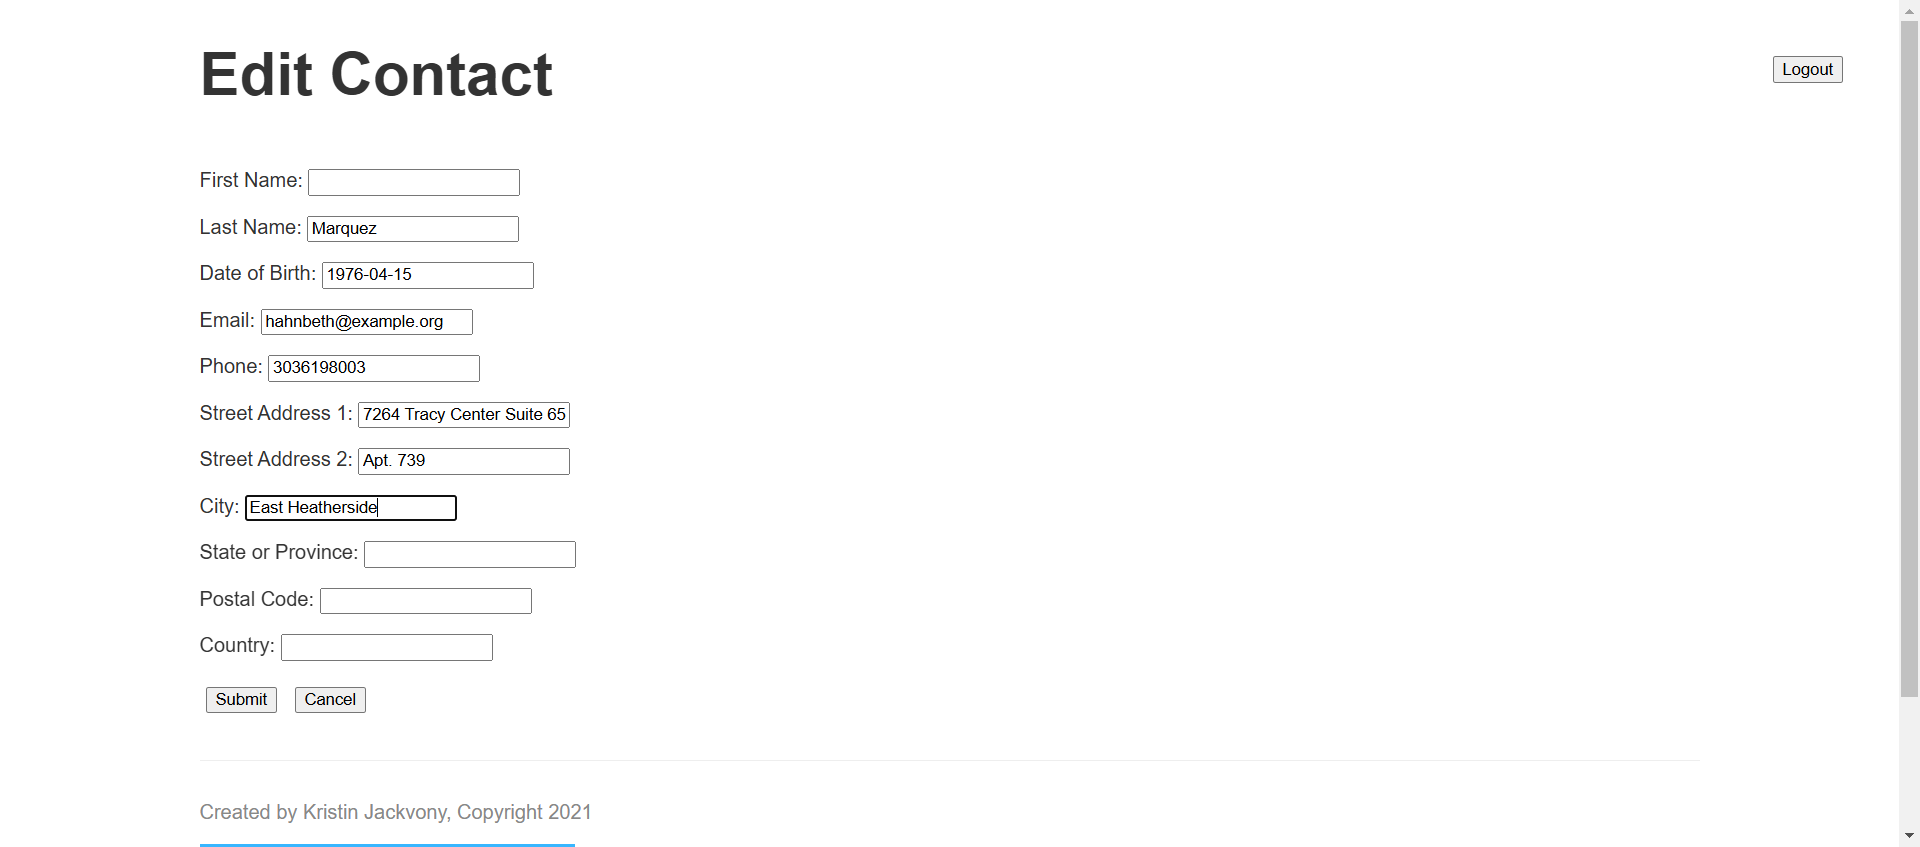 Edit Contact
Logout
First Name:
Last Name: Marquez
Date of Birth: 1976-04-15
Email: hahnbeth@example.org
Phone: 3036198003
Street Address 1: 7264 Tracy Center Suite 65
Street Address 2: Apt. 739
City: East Heatherside
State or Province:
Postal Code:
Country:
Submit Cancel
Created by Kristin Jackvony, Copyright 2021